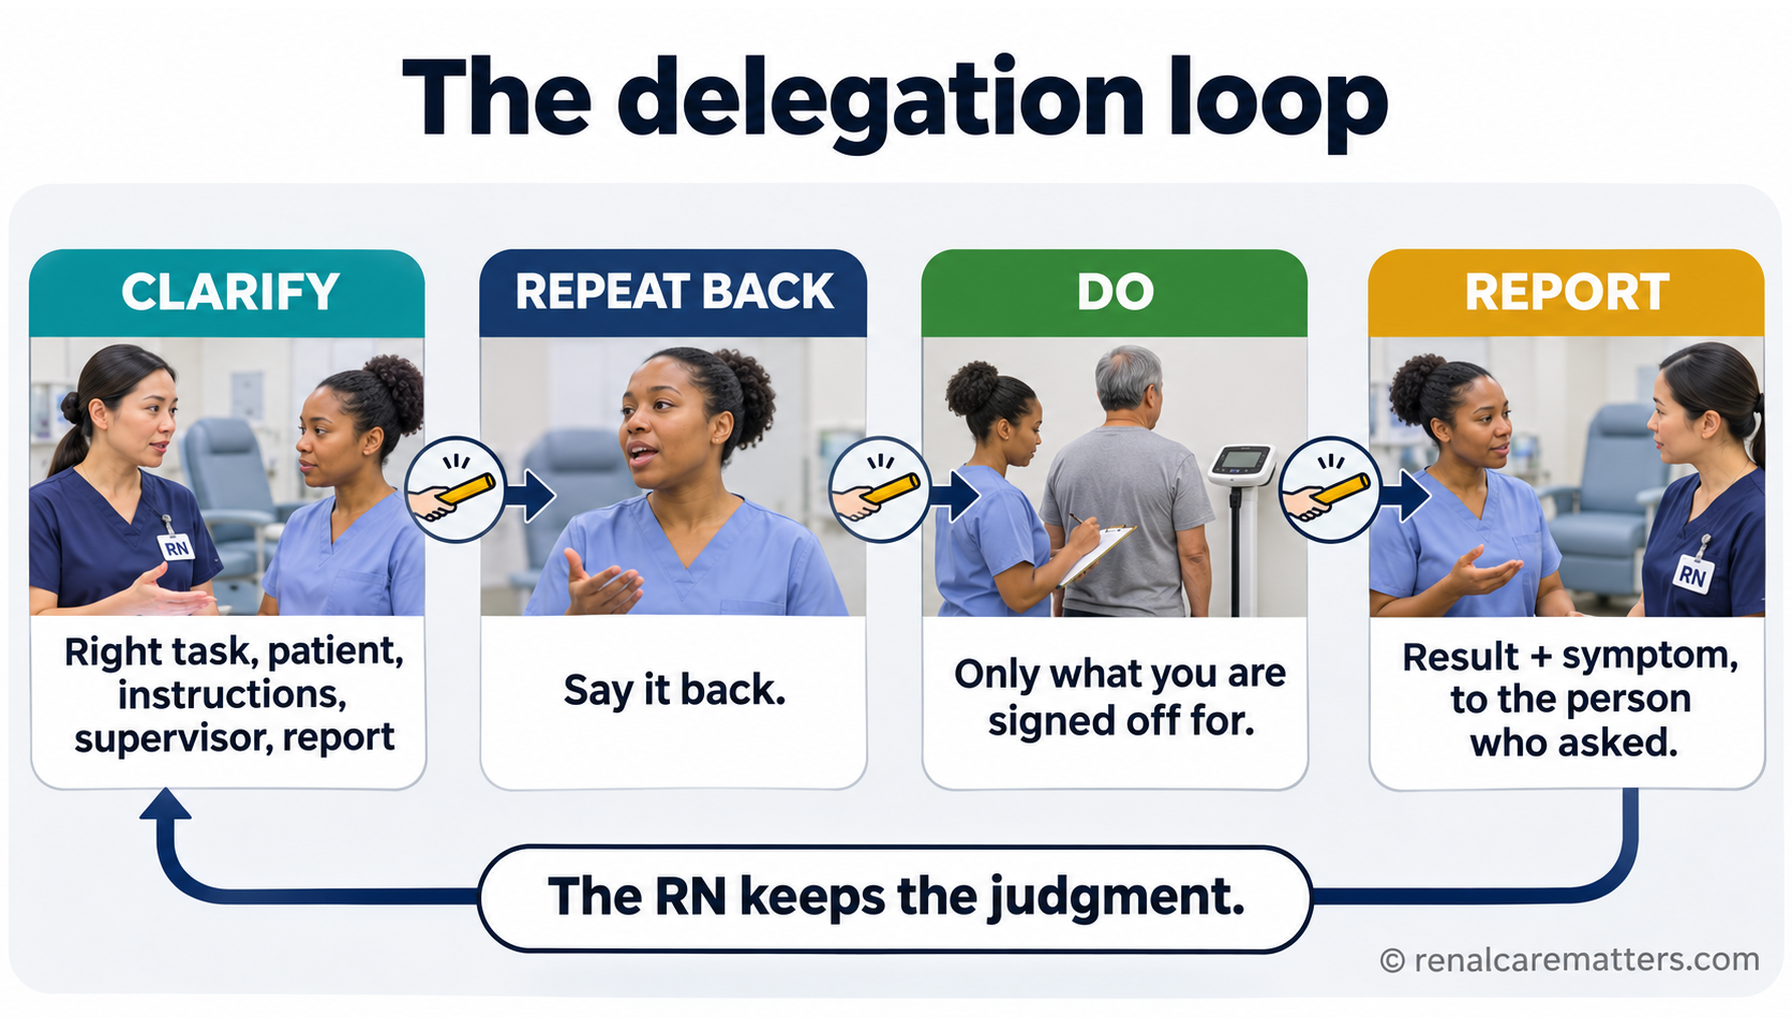 The delegation loop
CLARIFY
RN
Right task, patient,
instructions,
supervisor, report
REPEAT BACK
Say it back.
DO
Only what you are
signed off for.
REPORT
RN
Result + symptom,
to the person
who asked.
The RN keeps the judgment.
© renalcarematters.com